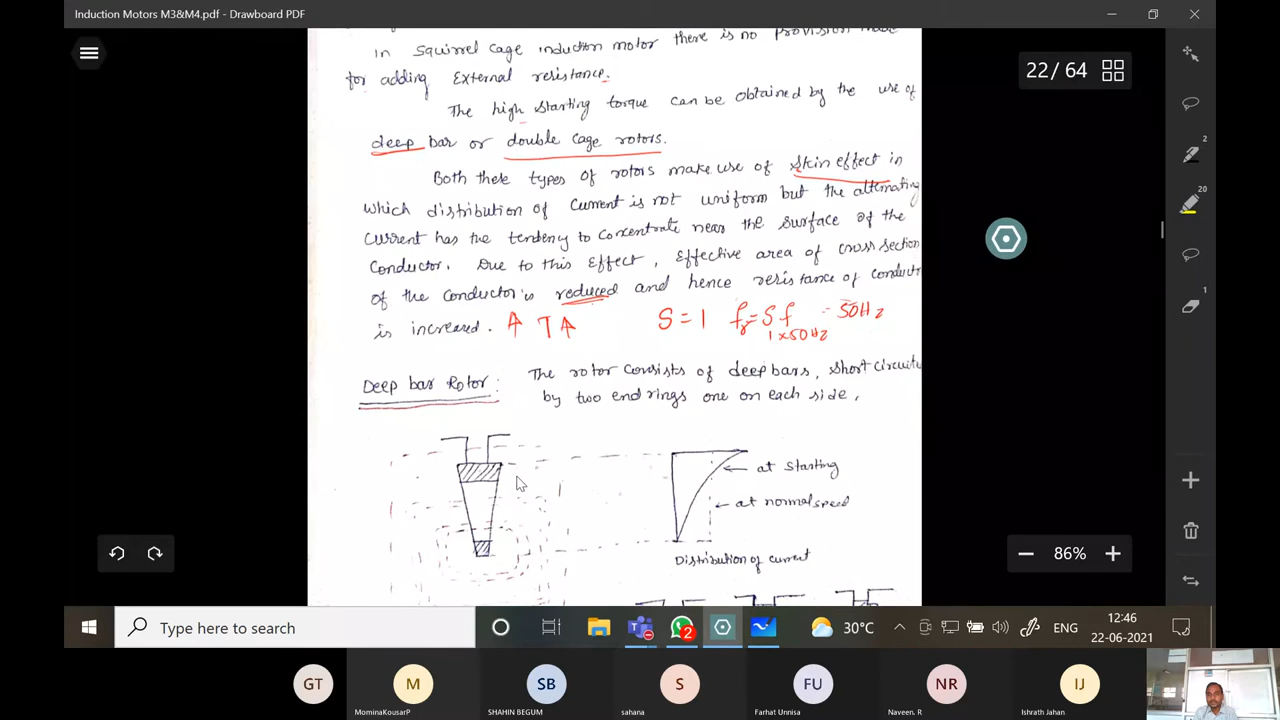 Induction Motors M3&M4.pdf - Drawboard PDF
22 / 64
in squirrel cage induction motor there is no provision made
for adding External resistance.
The high starting torque can be obtained by the use of
deep bar or double cage rotors.
Both these types of rotors make use of skin effect in
which distribution of current is not uniform but the alternating
current has the tendency to concentrate near the surface of the
Conductor. Due to this Effect, Effective area of cross section
of the conductor is reduced and hence resistance of conductor
is increased.
S = 1 fr = S f = 50Hz
1 x 50Hz
Deep bar Rotor: The rotor consists of deep bars, short circuite
by two end rings one on each side,
← at starting
← at normal speed
Distribution of current
86%
Type here to search
2
30°C
ENG
12:46
22-06-2021
2
20
1
GT
M
SB
S
FU
NR
IJ
MominaKousarP
SHAHIN BEGUM
sahana
Farhat Unnisa
Naveen. R
Ishrath Jahan